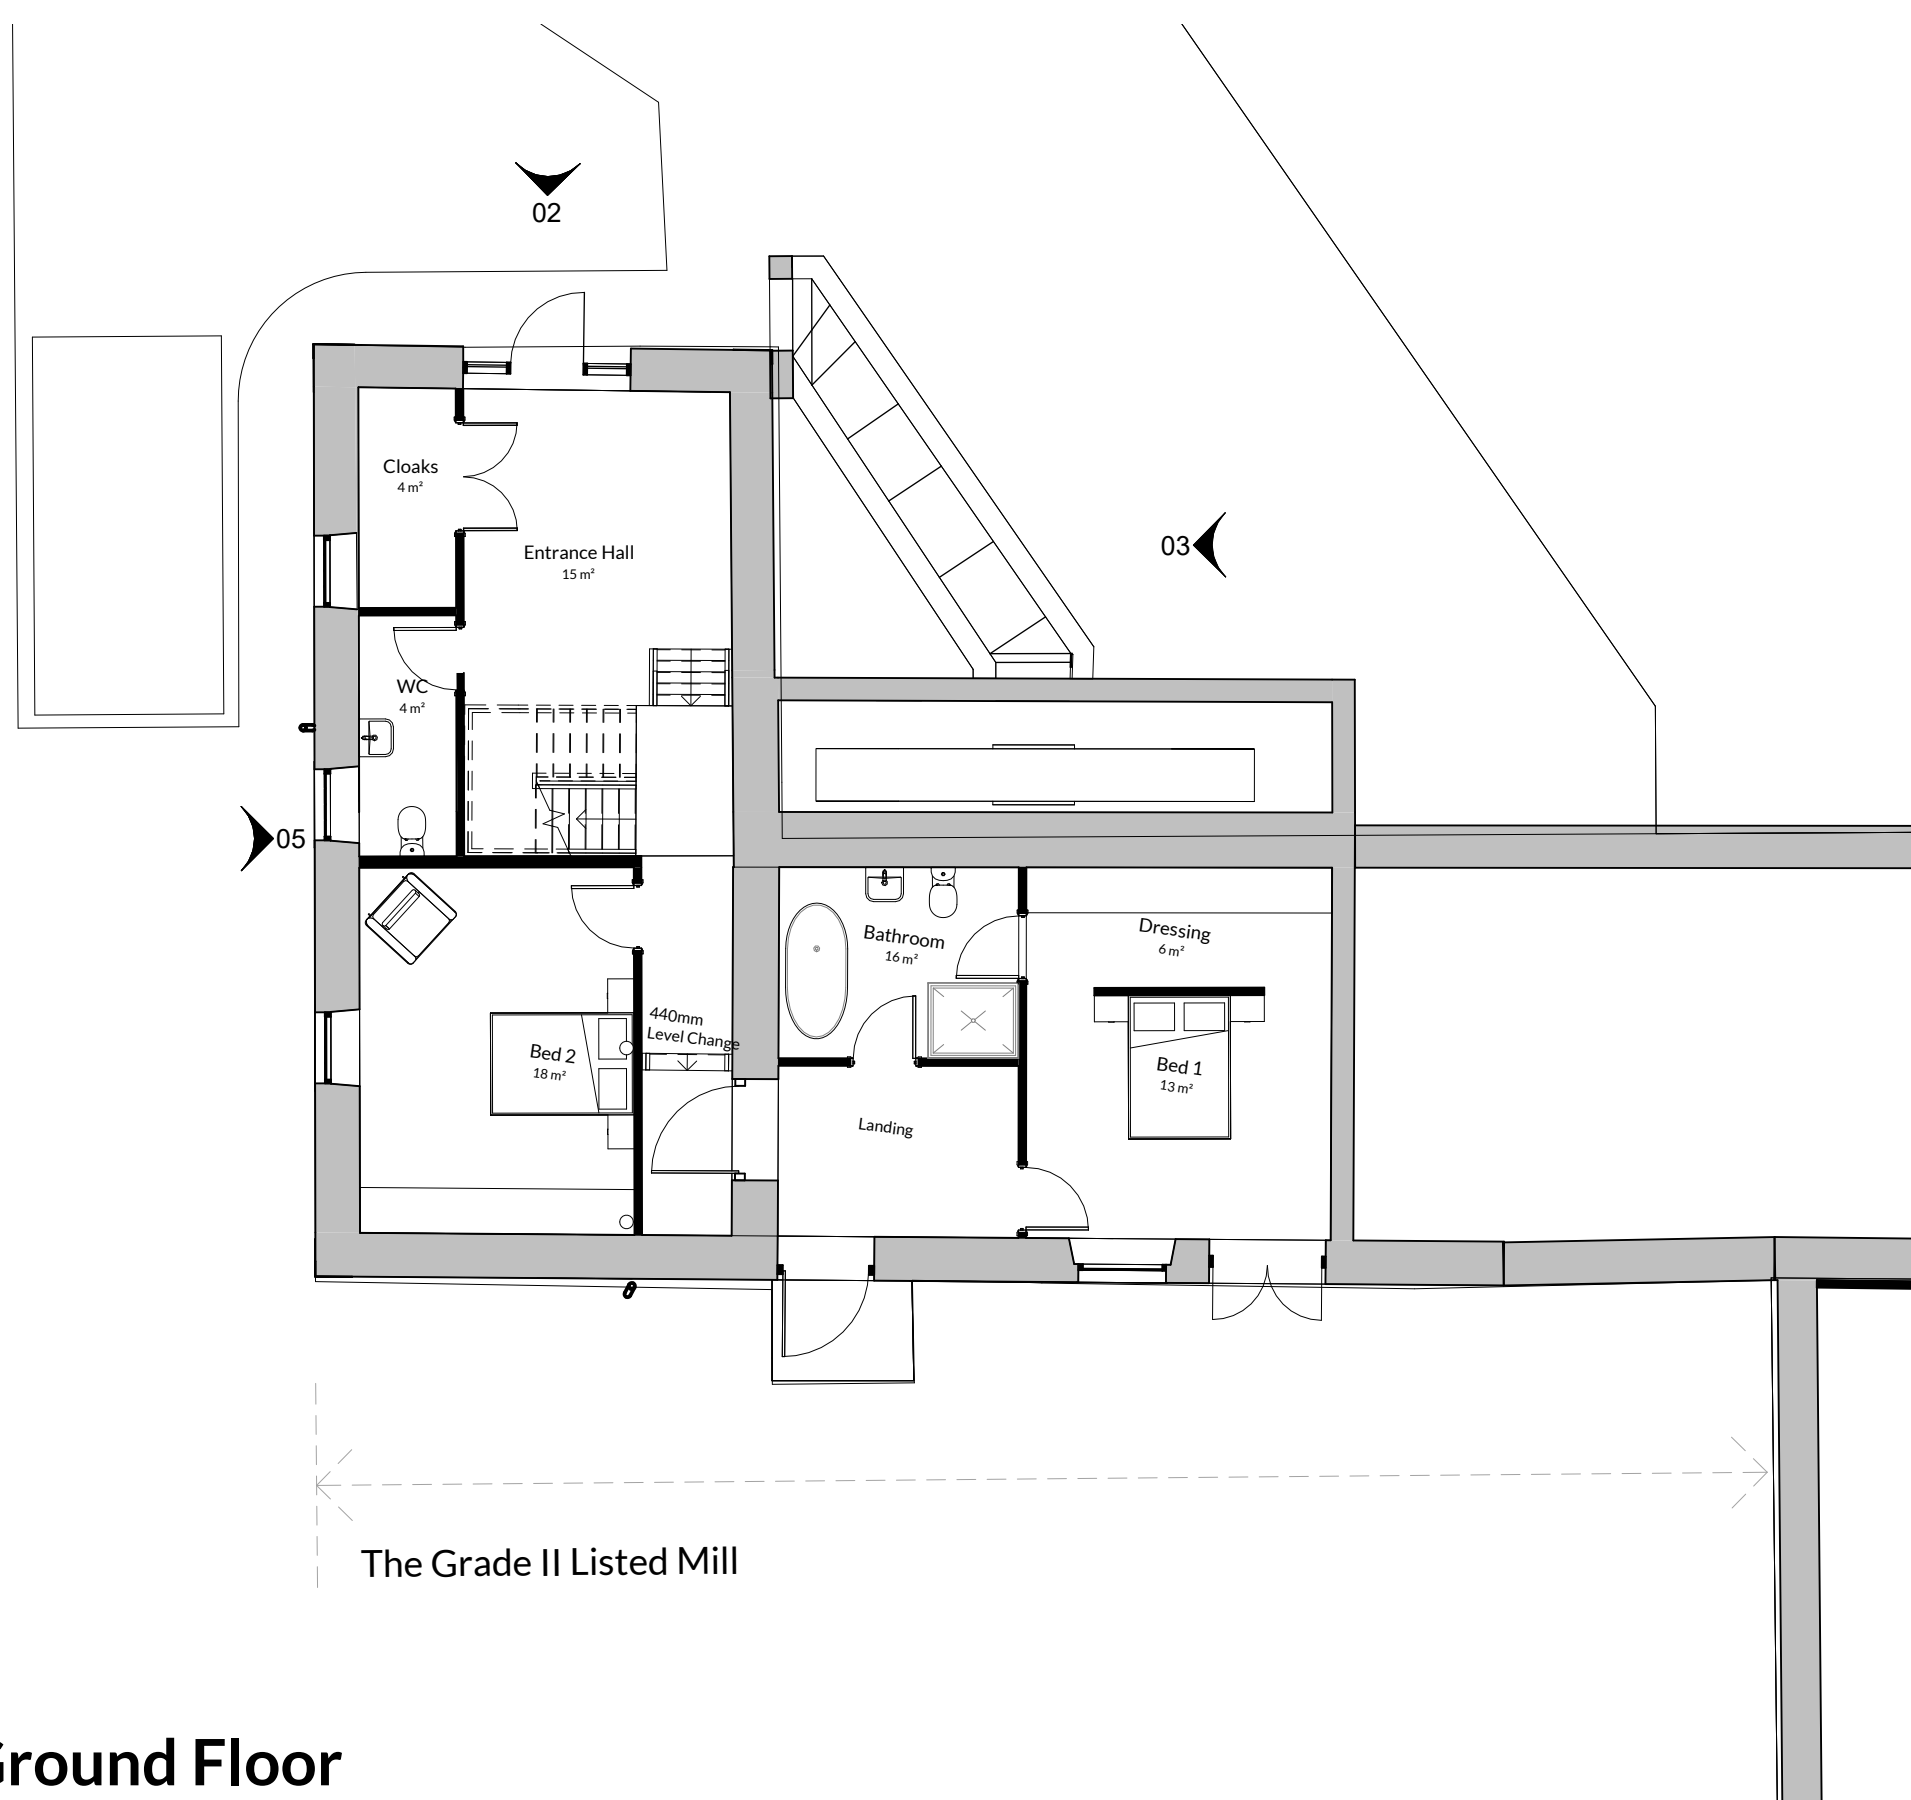 02
Cloaks
4 m²
Entrance Hall
15 m²
03
WC
4 m²
05
Bathroom
16 m²
Dressing
6 m²
440mm
Level Change
Bed 2
18 m²
Bed 1
13 m²
Landing
The Grade II Listed Mill
Ground Floor